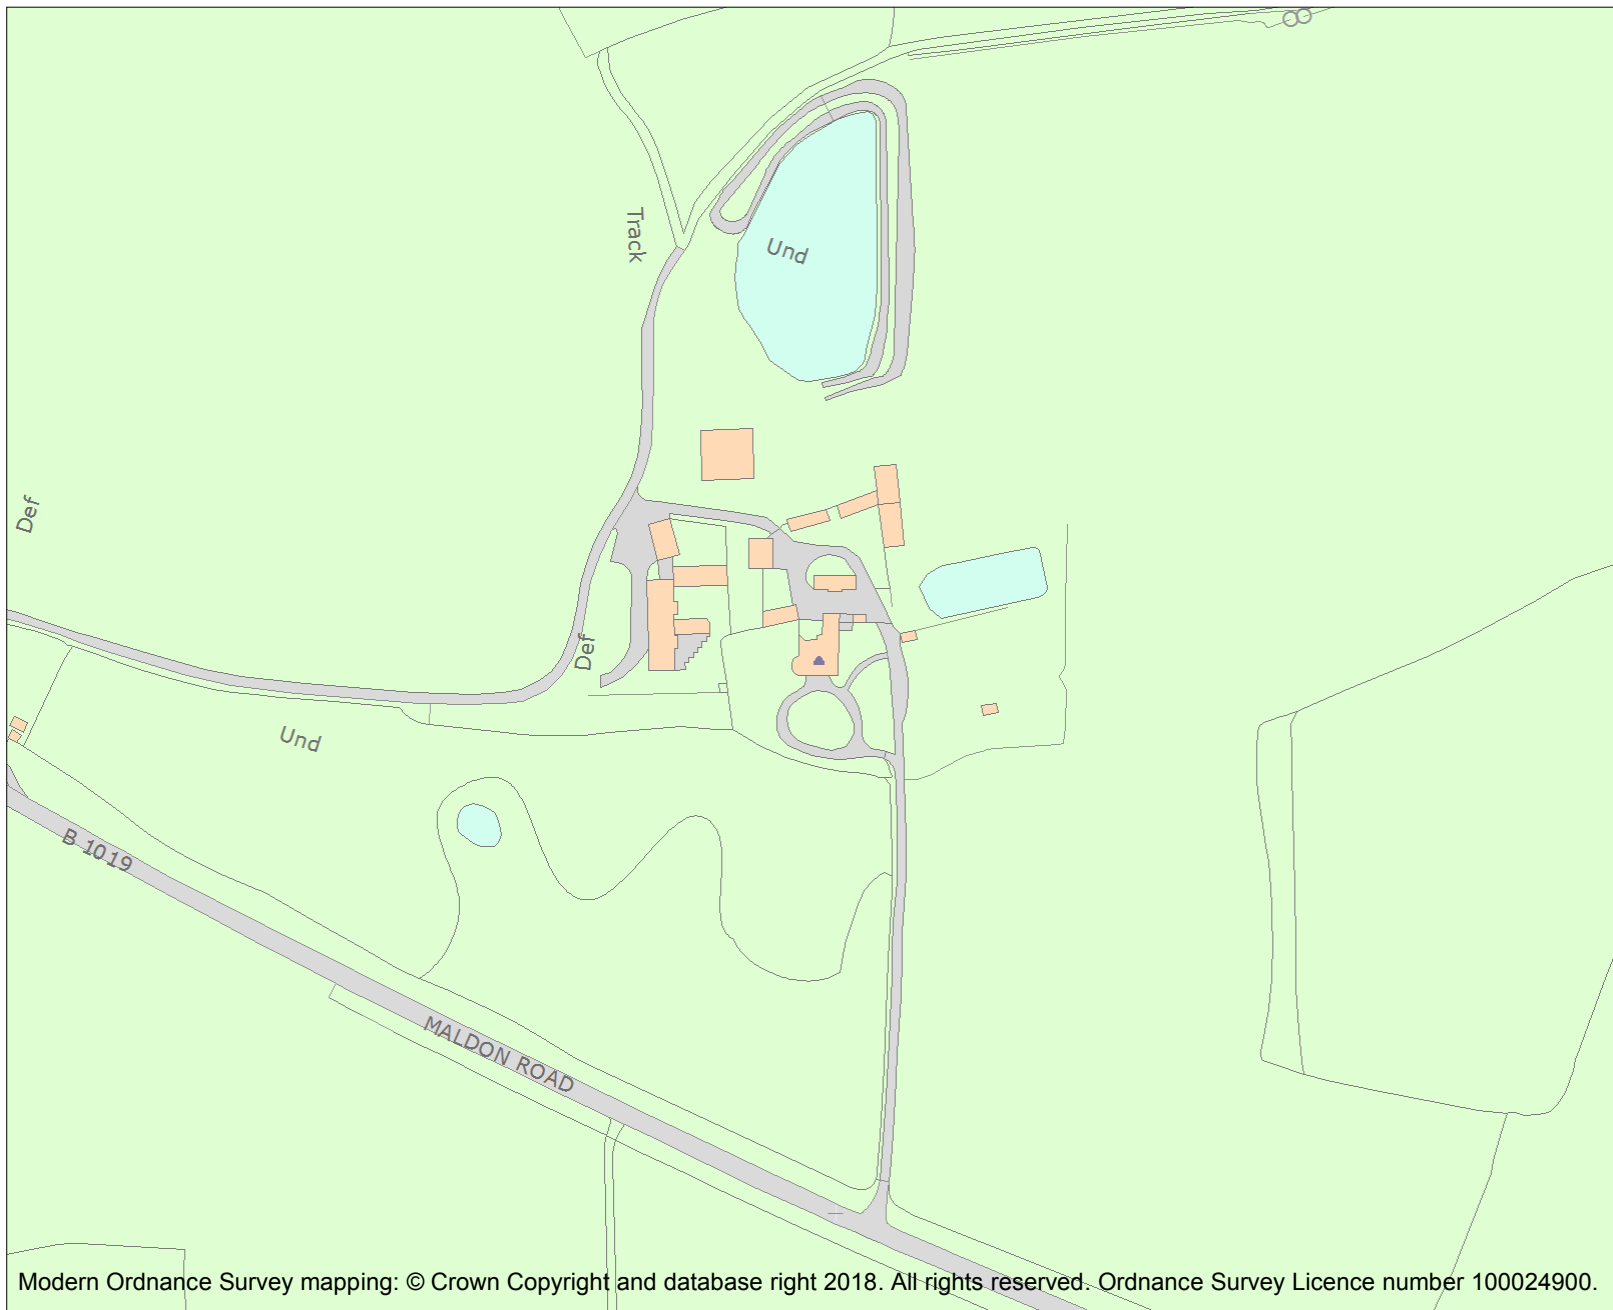 Track
Und
Def
Def
Und
B 1019
MALDON ROAD
Modern Ordnance Survey mapping: © Crown Copyright and database right 2018. All rights reserved. Ordnance Survey Licence number 100024900.